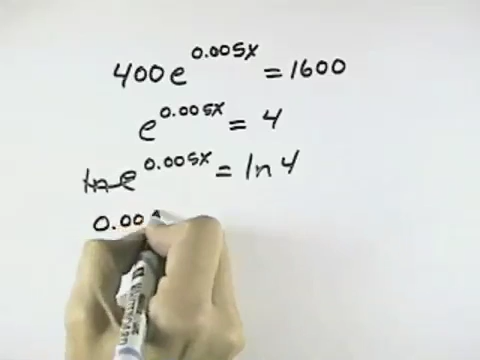 400e^0.005x = 1600
e^0.005x = 4
ln e^0.005x = ln 4
0.00